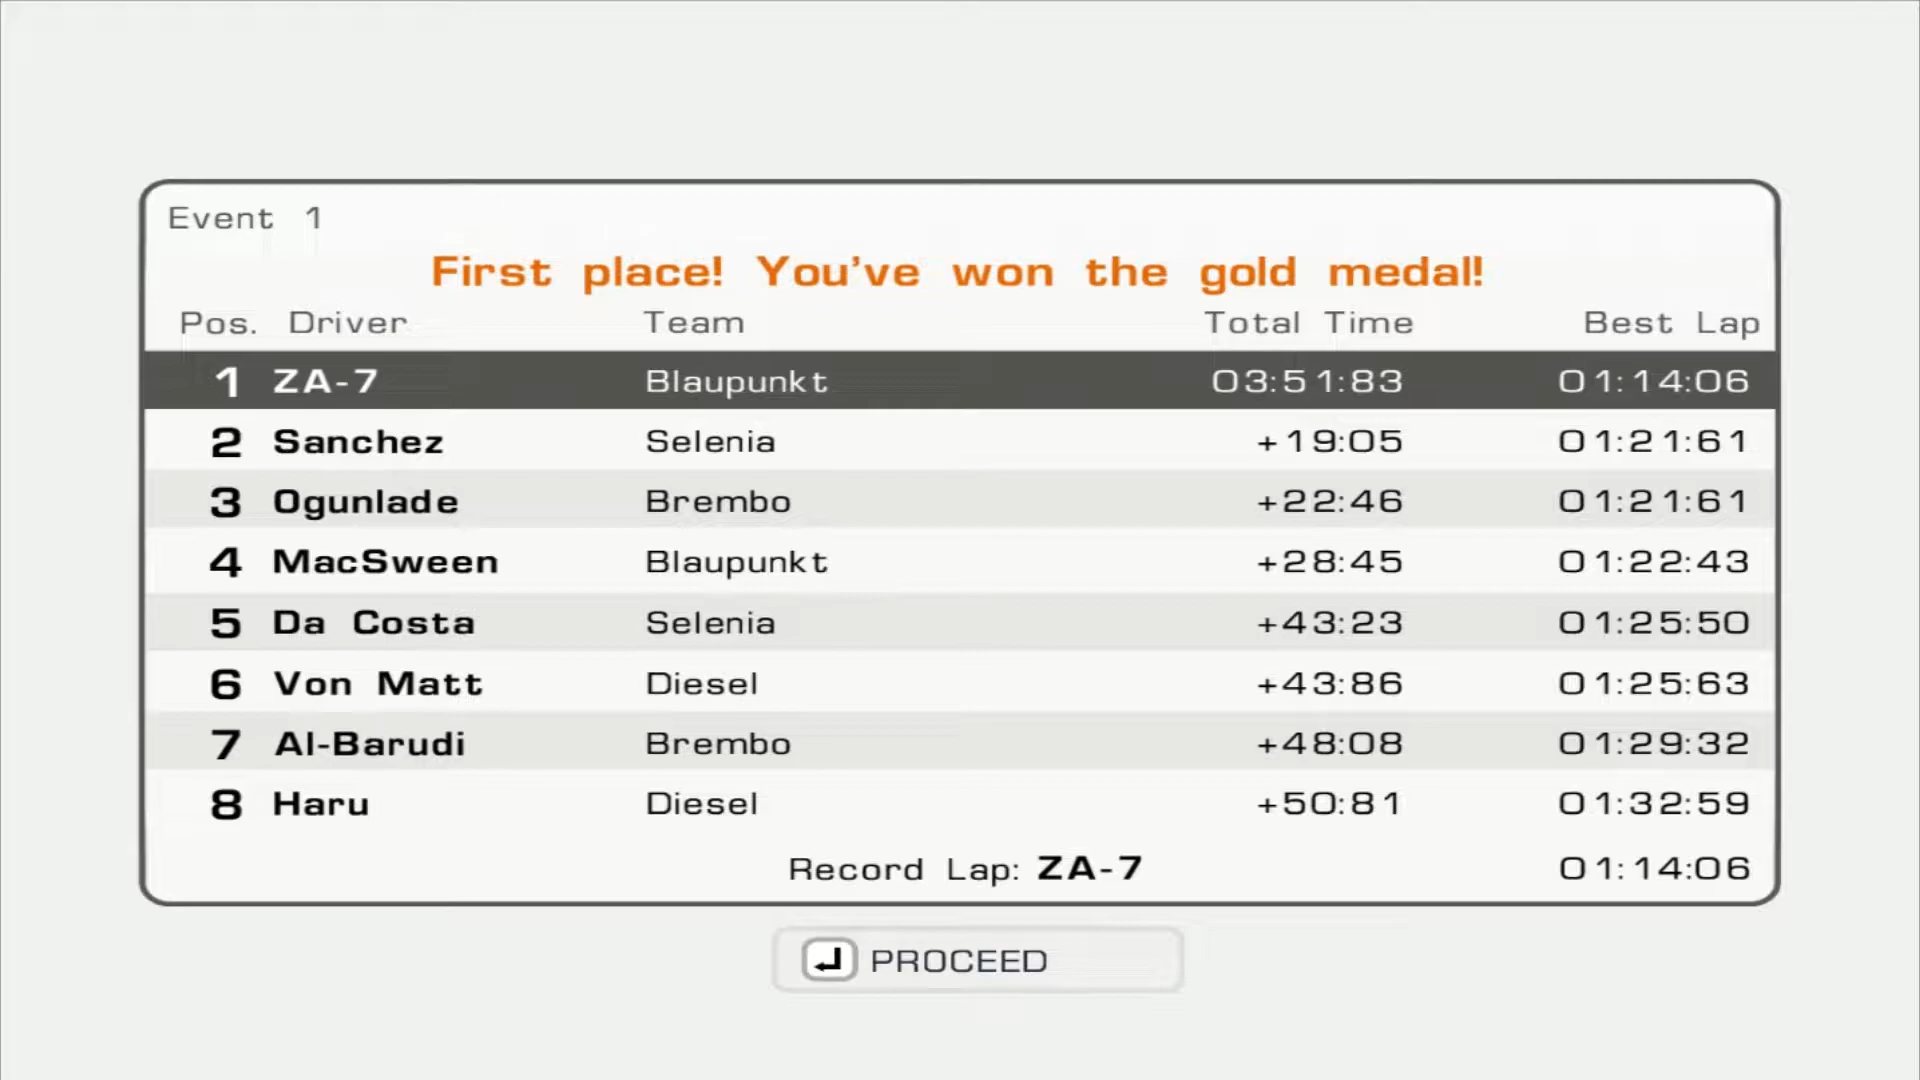 Event 1
First place! You've won the gold medal!
Pos. Driver Team Total Time Best Lap
1 ZA-7 Blaupunkt 03:51:83 01:14:06
2 Sanchez Selenia +19:05 01:21:61
3 Ogunlade Brembo +22:46 01:21:61
4 MacSween Blaupunkt +28:45 01:22:43
5 Da Costa Selenia +43:23 01:25:50
6 Von Matt Diesel +43:86 01:25:63
7 Al-Barudi Brembo +48:08 01:29:32
8 Haru Diesel +50:81 01:32:59
Record Lap: ZA-7 01:14:06
PROCEED